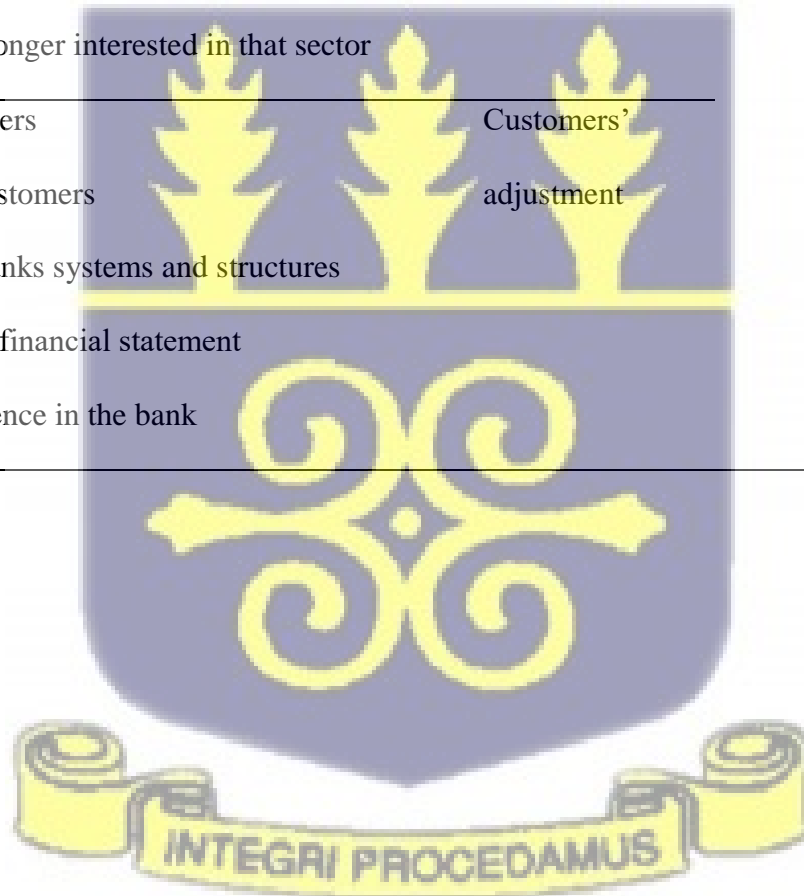 onger interested in that sector
ers Customers'
stomers adjustment
nks systems and structures
financial statement
ence in the bank
INTEGRI PROCEDAMUS